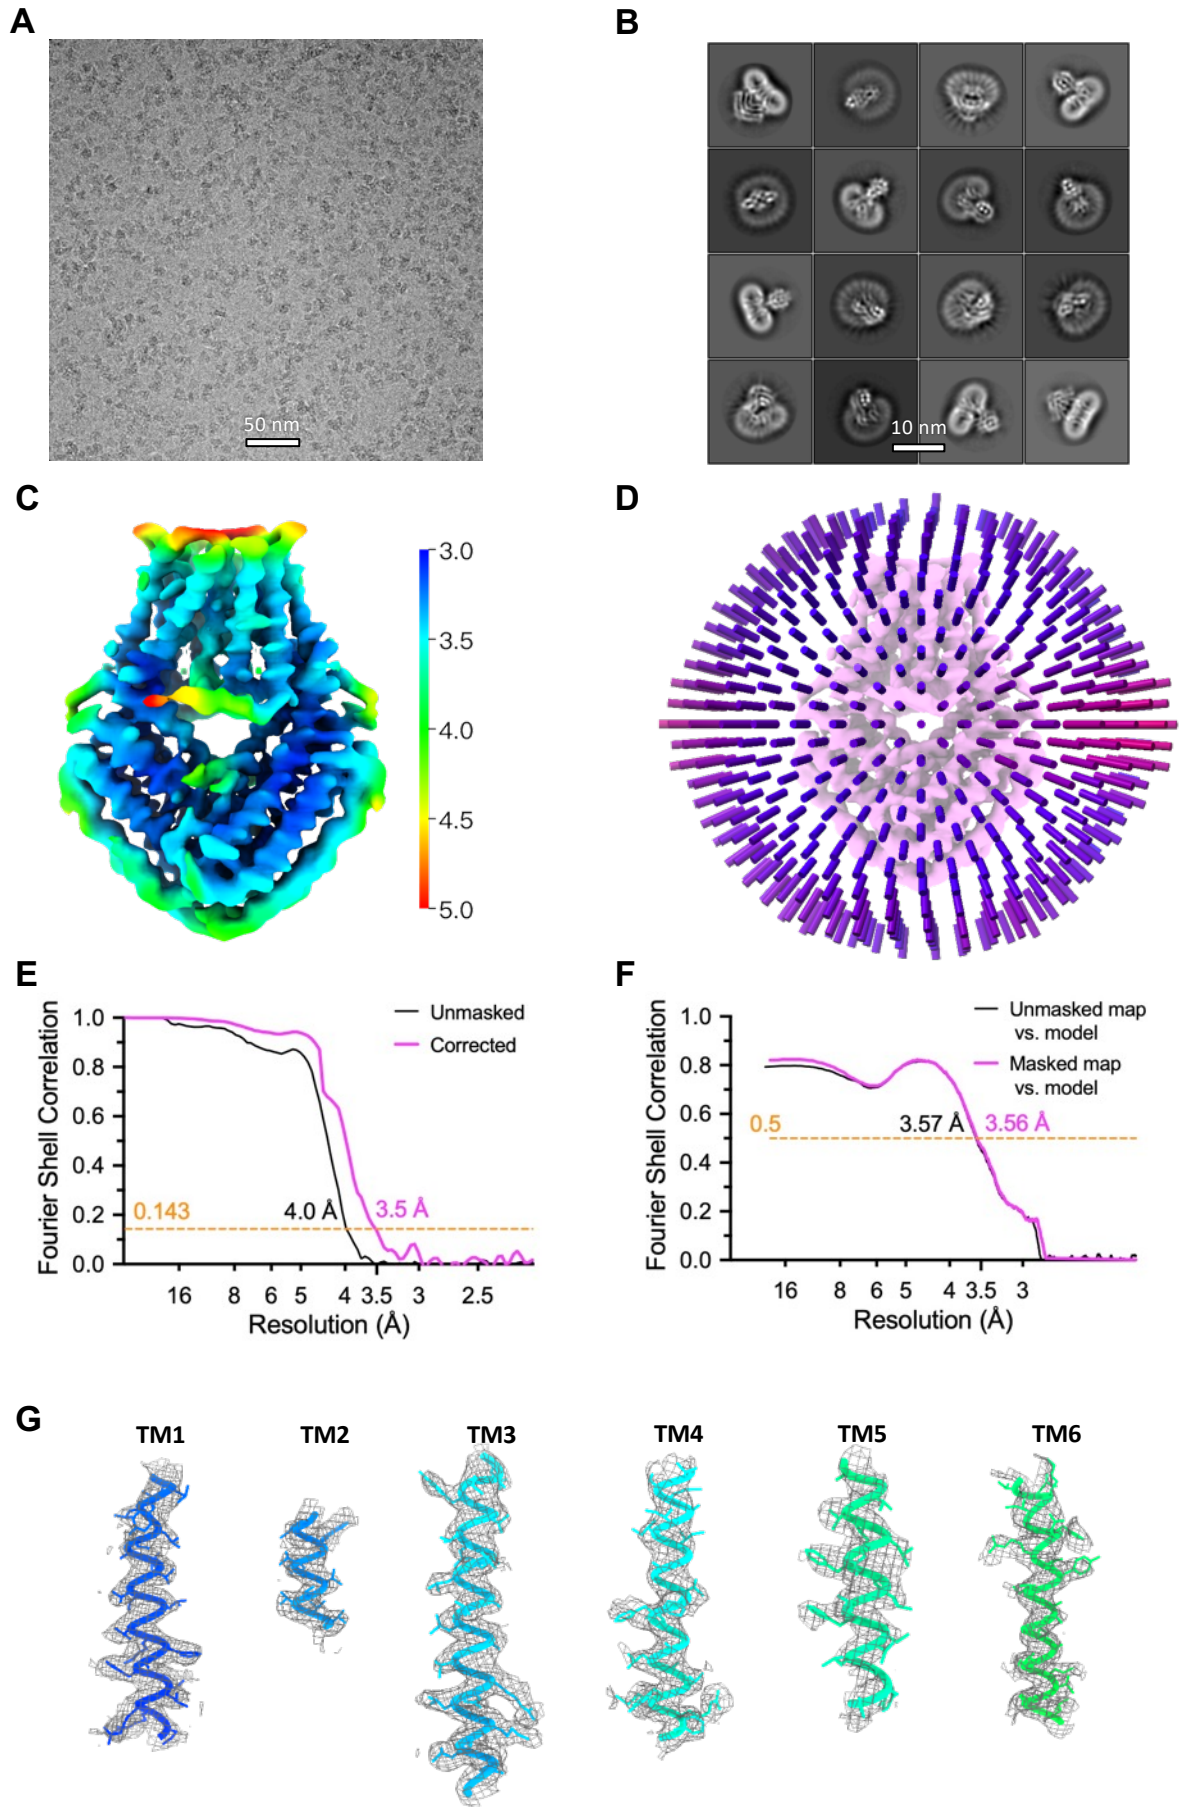 A
B
50 nm
10 nm
C
D
3.0
3.5
4.0
4.5
5.0
E
F
Fourier Shell Correlation
1.0
0.8
0.6
0.4
0.2
0.0
Unmasked
Corrected
0.143
4.0 Å
3.5 Å
16 8 6 5 4 3.5 3 2.5
Resolution (Å)
Fourier Shell Correlation
1.0
0.8
0.6
0.4
0.2
0.0
Unmasked map
vs. model
Masked map
vs. model
0.5
3.57 Å
3.56 Å
16 8 6 5 4 3.5 3
Resolution (Å)
G
TM1 TM2 TM3 TM4 TM5 TM6